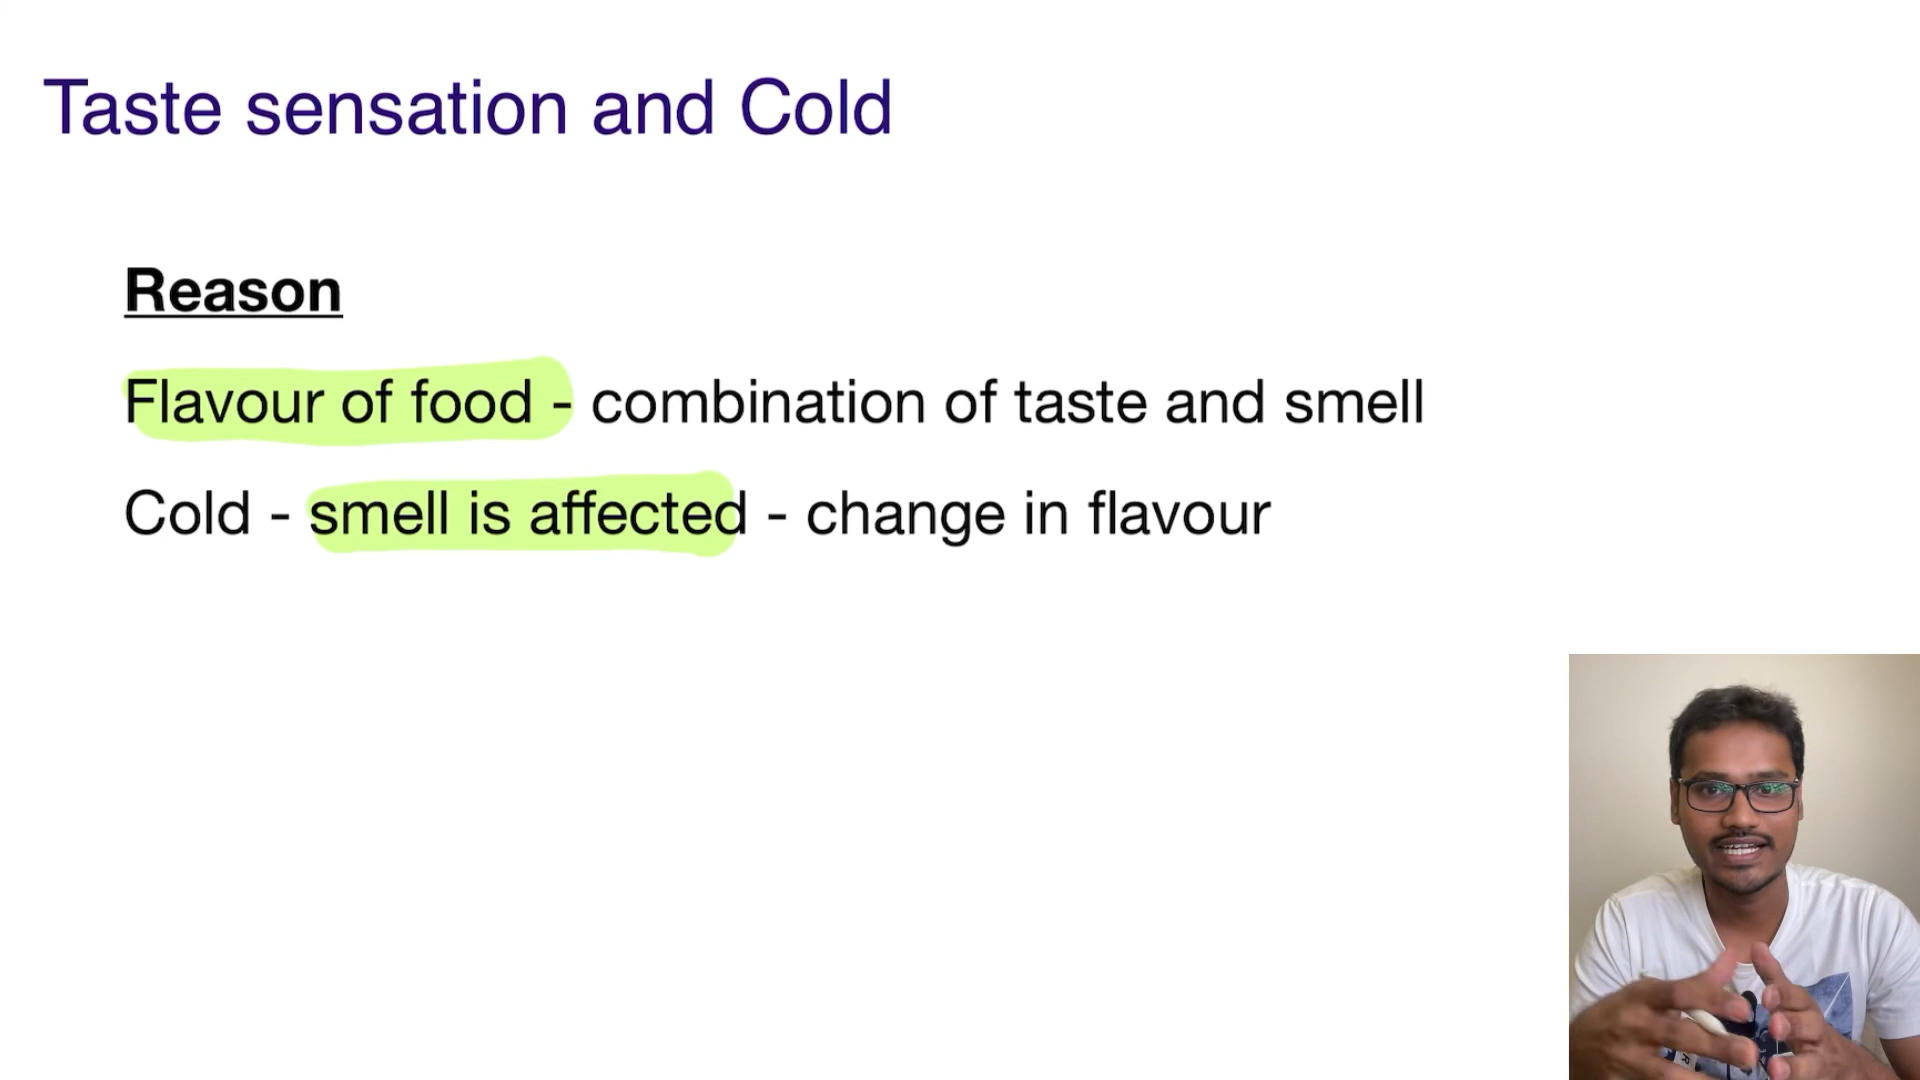 Taste sensation and Cold
Reason
Flavour of food - combination of taste and smell
Cold - smell is affected - change in flavour